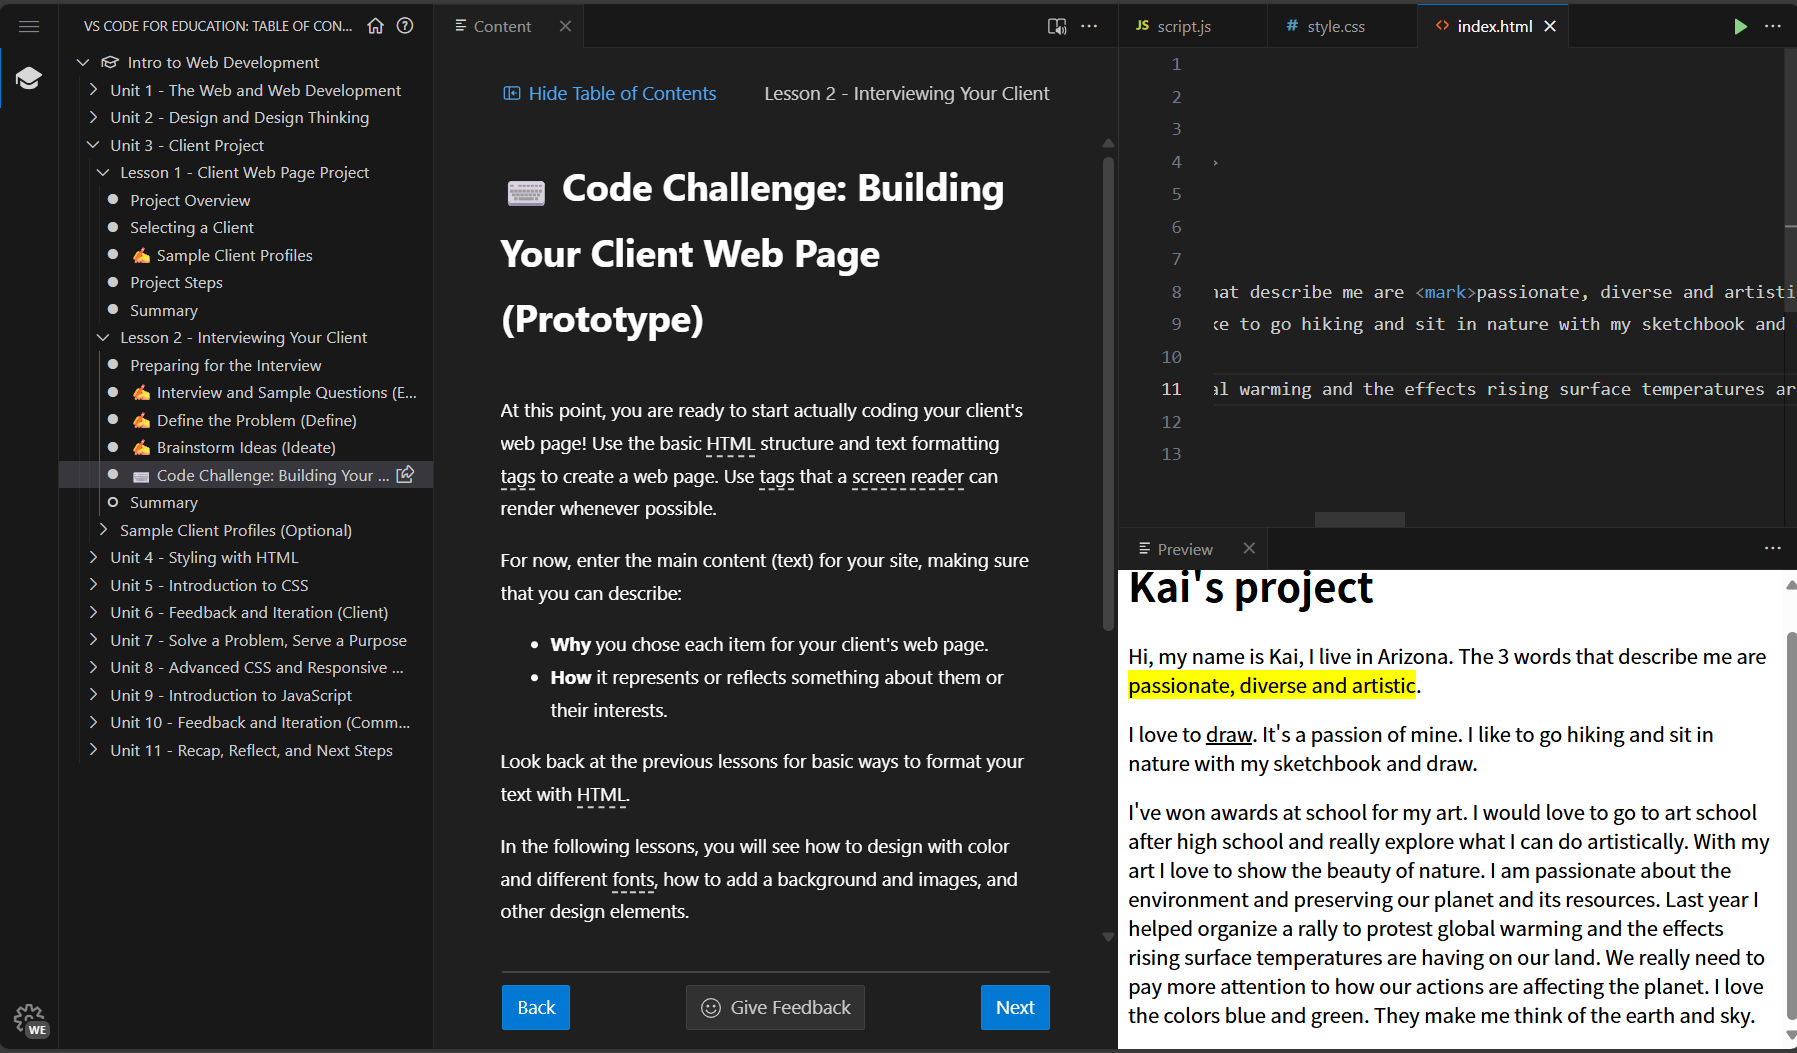 VS CODE FOR EDUCATION: TABLE OF CON...
Intro to Web Development
Unit 1 - The Web and Web Development
Unit 2 - Design and Design Thinking
Unit 3 - Client Project
Lesson 1 - Client Web Page Project
Project Overview
Selecting a Client
✍️ Sample Client Profiles
Project Steps
Summary
Lesson 2 - Interviewing Your Client
Preparing for the Interview
✍️ Interview and Sample Questions (E...
✍️ Define the Problem (Define)
✍️ Brainstorm Ideas (Ideate)
⌨️ Code Challenge: Building Your ...
Summary
Sample Client Profiles (Optional)
Unit 4 - Styling with HTML
Unit 5 - Introduction to CSS
Unit 6 - Feedback and Iteration (Client)
Unit 7 - Solve a Problem, Serve a Purpose
Unit 8 - Advanced CSS and Responsive ...
Unit 9 - Introduction to JavaScript
Unit 10 - Feedback and Iteration (Comm...
Unit 11 - Recap, Reflect, and Next Steps
WE
Content
Hide Table of Contents
Lesson 2 - Interviewing Your Client
⌨️ Code Challenge: Building
Your Client Web Page
(Prototype)
At this point, you are ready to start actually coding your client's
web page! Use the basic HTML structure and text formatting
tags to create a web page. Use tags that a screen reader can
render whenever possible.
For now, enter the main content (text) for your site, making sure
that you can describe:
• Why you chose each item for your client's web page.
• How it represents or reflects something about them or
their interests.
Look back at the previous lessons for basic ways to format your
text with HTML.
In the following lessons, you will see how to design with color
and different fonts, how to add a background and images, and
other design elements.
Back
Give Feedback
Next
JS script.js
# style.css
<> index.html
1
2
3
4 >
5
6
7
8 hat describe me are <mark>passionate, diverse and artisti
9 ke to go hiking and sit in nature with my sketchbook and
10
11 al warming and the effects rising surface temperatures ar
12
13
Preview
Kai's project
Hi, my name is Kai, I live in Arizona. The 3 words that describe me are
passionate, diverse and artistic.
I love to draw. It's a passion of mine. I like to go hiking and sit in
nature with my sketchbook and draw.
I've won awards at school for my art. I would love to go to art school
after high school and really explore what I can do artistically. With my
art I love to show the beauty of nature. I am passionate about the
environment and preserving our planet and its resources. Last year I
helped organize a rally to protest global warming and the effects
rising surface temperatures are having on our land. We really need to
pay more attention to how our actions are affecting the planet. I love
the colors blue and green. They make me think of the earth and sky.